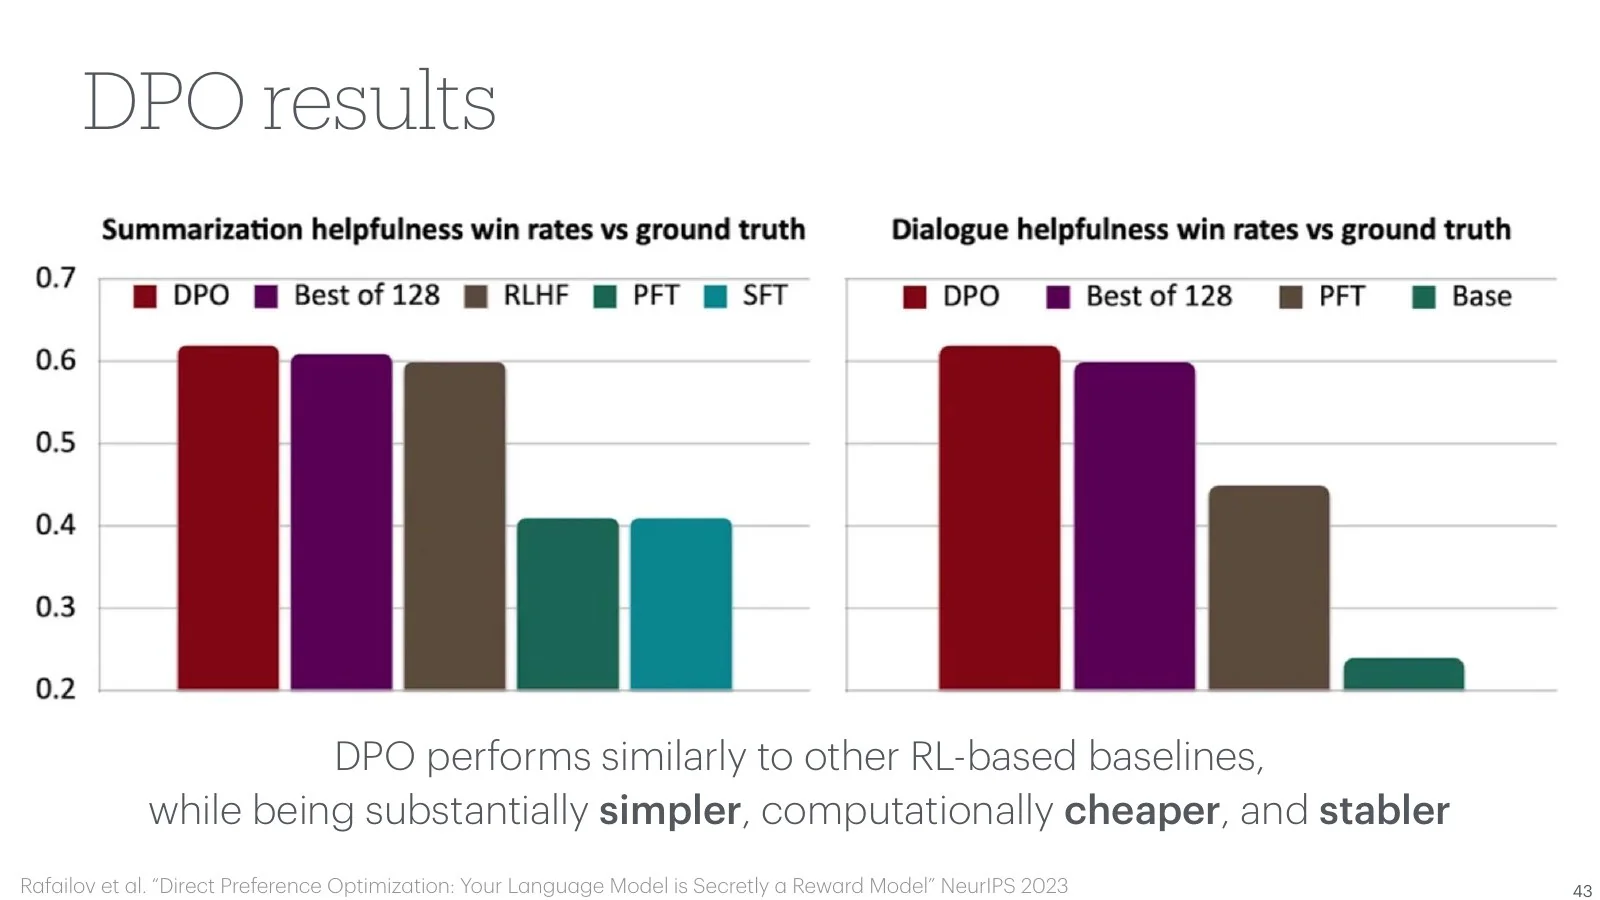 DPO results
Summarization helpfulness win rates vs ground truth
0.7
0.6
0.5
0.4
0.3
0.2
DPO Best of 128 RLHF PFT SFT
Dialogue helpfulness win rates vs ground truth
DPO Best of 128 PFT Base
DPO performs similarly to other RL-based baselines,
while being substantially simpler, computationally cheaper, and stabler
Rafailov et al. “Direct Preference Optimization: Your Language Model is Secretly a Reward Model” NeurIPS 2023
43